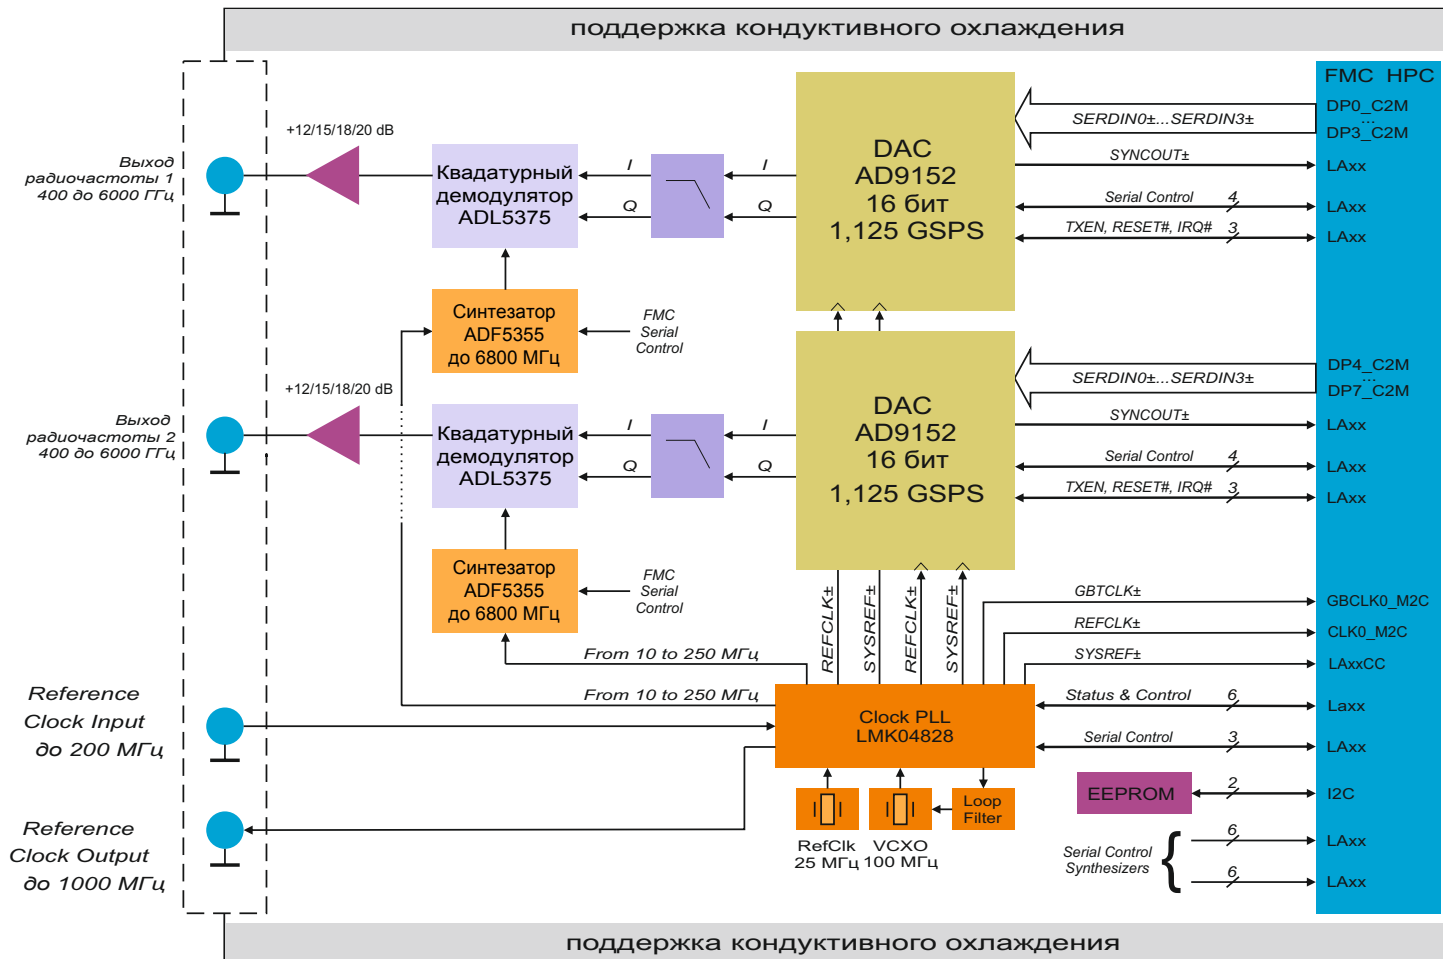 поддержка кондуктивного охлаждения
+12/15/18/20 dB
Выход
радиочастоты 1
400 до 6000 ГГц
Квадатурный
демодулятор
ADL5375
I
Q
I
Q
DAC
AD9152
16 бит
1,125 GSPS
SERDIN0±...SERDIN3±
SYNCOUT±
Serial Control 4
TXEN, RESET#, IRQ# 3
FMC HPC
DP0_C2M
...
DP3_C2M
LAxx
LAxx
LAxx
Синтезатор
ADF5355
до 6800 МГц
FMC
Serial
Control
+12/15/18/20 dB
Выход
радиочастоты 2
400 до 6000 ГГц
Квадатурный
демодулятор
ADL5375
I
Q
I
Q
DAC
AD9152
16 бит
1,125 GSPS
SERDIN0±...SERDIN3±
SYNCOUT±
Serial Control 4
TXEN, RESET#, IRQ# 3
DP4_C2M
...
DP7_C2M
LAxx
LAxx
LAxx
Синтезатор
ADF5355
до 6800 МГц
FMC
Serial
Control
REFCLK±
SYSREF±
REFCLK±
SYSREF±
GBTCLK±
GBCLK0_M2C
REFCLK±
CLK0_M2C
SYSREF±
LAxxCC
From 10 to 250 МГц
From 10 to 250 МГц
Reference
Clock Input
до 200 МГц
Clock PLL
LMK04828
Status & Control 6
Laxx
Serial Control 3
LAxx
EEPROM
2
I2C
Loop
Filter
RefClk
25 МГц
VCXO
100 МГц
Reference
Clock Output
до 1000 МГц
Serial Control
Synthesizers
{
6
LAxx
6
LAxx
поддержка кондуктивного охлаждения